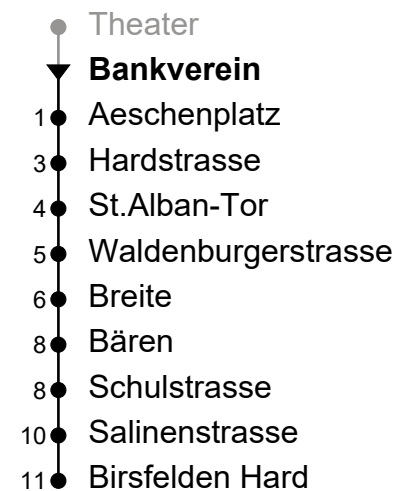 Theater
Bankverein
1 Aeschenplatz
3 Hardstrasse
4 St.Alban-Tor
5 Waldenburgerstrasse
6 Breite
8 Bären
8 Schulstrasse
10 Salinenstrasse
11 Birsfelden Hard